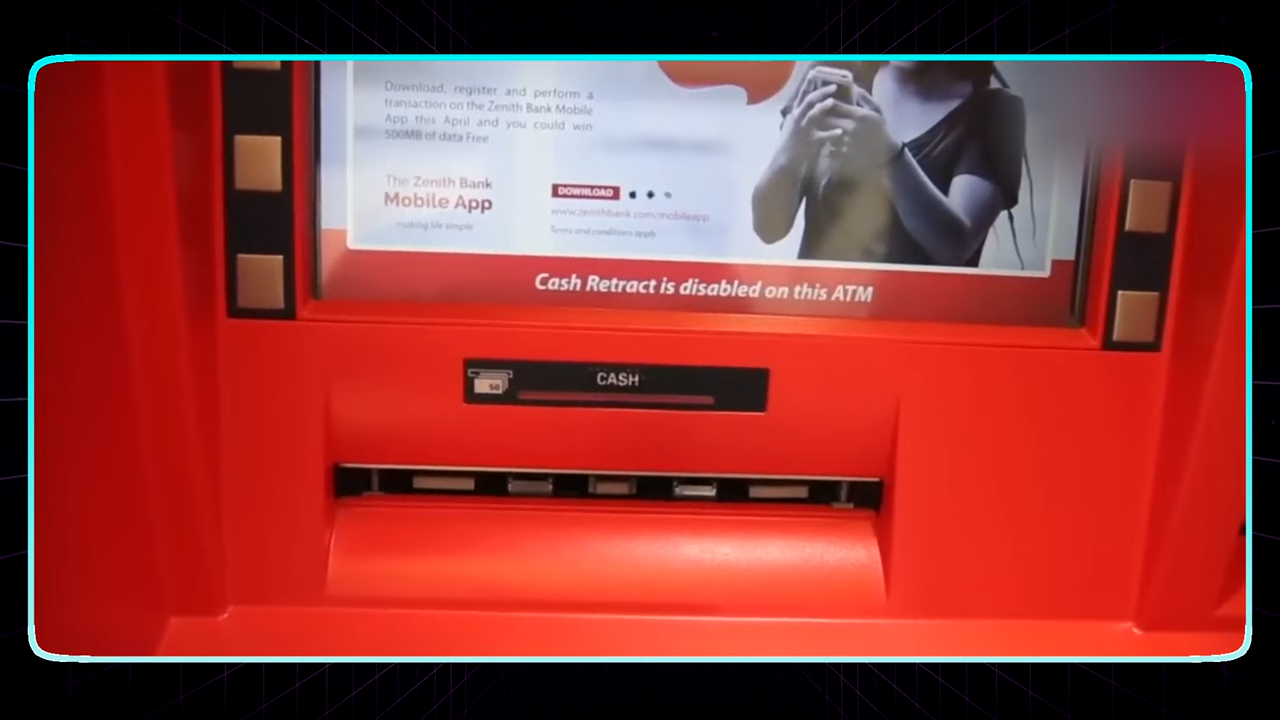 Download, register and perform a
transaction on the Zenith Bank Mobile
App this April and you could win
500MB of data Free
The Zenith Bank
Mobile App
making life simple
DOWNLOAD
www.zenithbank.com/mobileapp
Terms and conditions apply
Cash Retract is disabled on this ATM
50
CASH